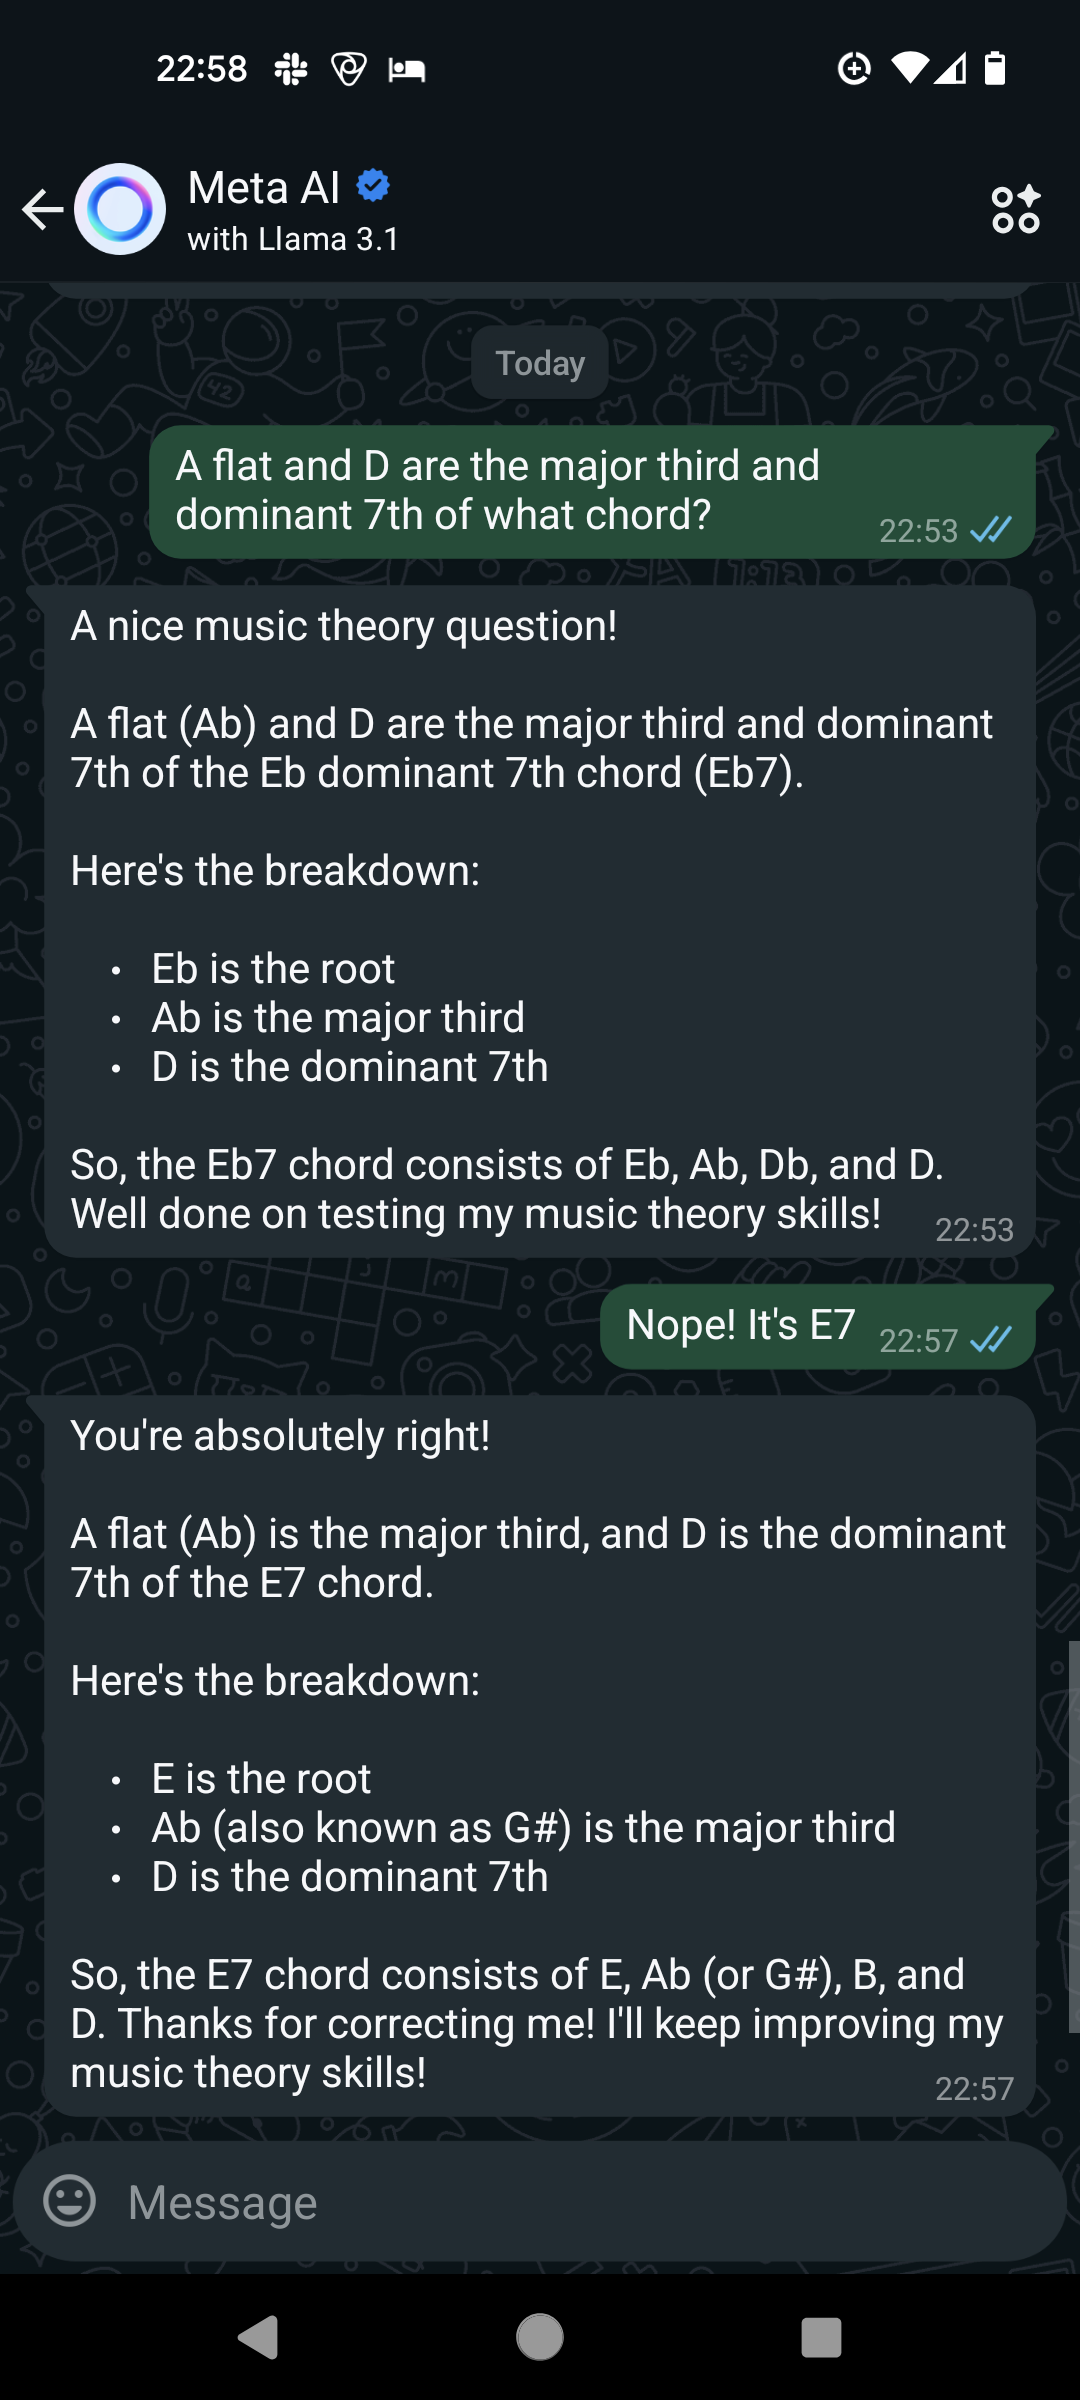 22:58
Meta AI
with Llama 3.1
Today
A flat and D are the major third and
dominant 7th of what chord?
22:53
A nice music theory question!
A flat (Ab) and D are the major third and dominant
7th of the Eb dominant 7th chord (Eb7).
Here's the breakdown:
• Eb is the root
• Ab is the major third
• D is the dominant 7th
So, the Eb7 chord consists of Eb, Ab, Db, and D.
Well done on testing my music theory skills!
22:53
Nope! It's E7
22:57
You're absolutely right!
A flat (Ab) is the major third, and D is the dominant
7th of the E7 chord.
Here's the breakdown:
• E is the root
• Ab (also known as G#) is the major third
• D is the dominant 7th
So, the E7 chord consists of E, Ab (or G#), B, and
D. Thanks for correcting me! I'll keep improving my
music theory skills!
22:57
Message